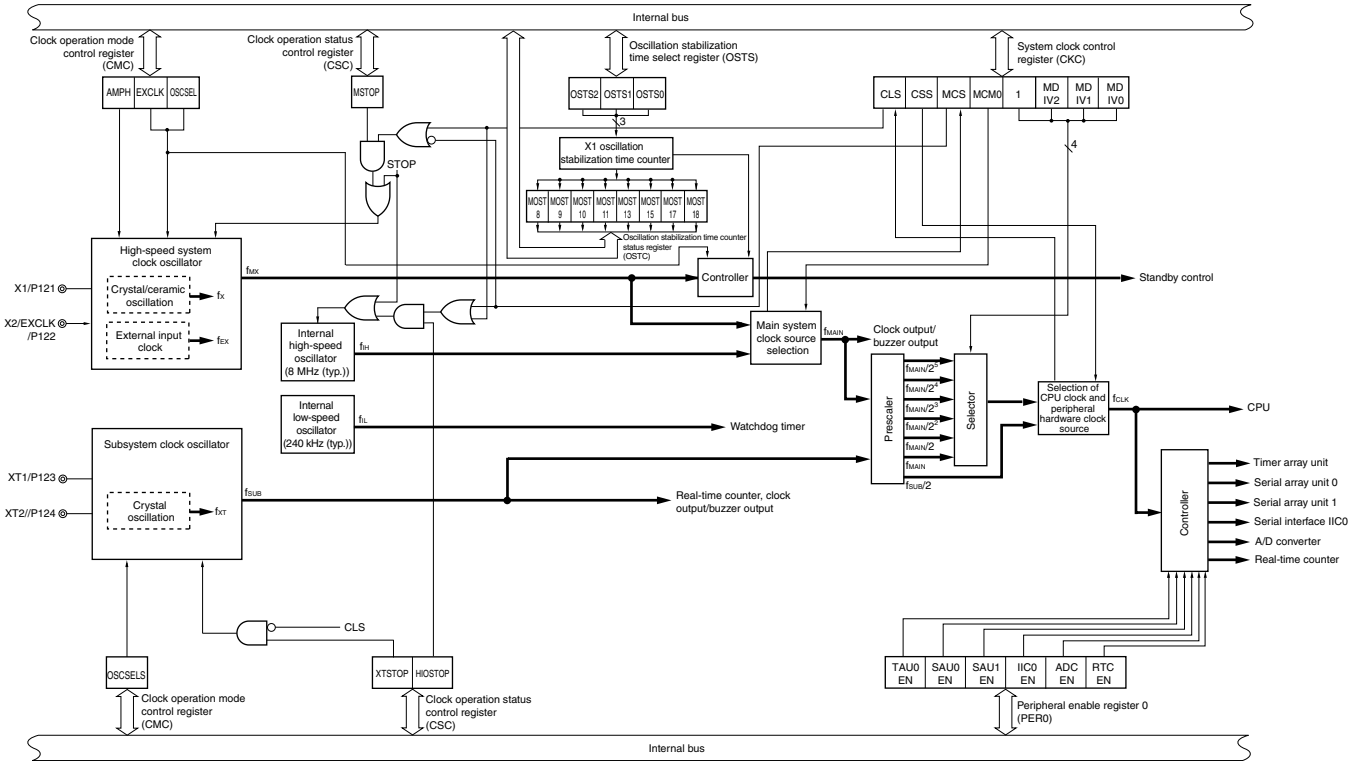 Internal bus
Clock operation mode
control register
(CMC)
Clock operation status
control register
(CSC)
Oscillation stabilization
time select register (OSTS)
System clock control
register (CKC)
AMPH EXCLK OSCSEL
MSTOP
OSTS2 OSTS1 OSTS0
CLS CSS MCS MCM0 1 MD IV2 MD IV1 MD IV0
3
4
STOP
X1 oscillation
stabilization time counter
MOST 8 MOST 9 MOST 10 MOST 11 MOST 13 MOST 15 MOST 17 MOST 18
Oscillation stabilization time counter
status register
(OSTC)
High-speed system
clock oscillator
Crystal/ceramic
oscillation
fX
External input
clock
fEX
X1/P121
X2/EXCLK
/P122
fMX
Controller
Standby control
Internal
high-speed
oscillator
(8 MHz (typ.))
fIH
Main system
clock source
selection
fMAIN
Clock output/
buzzer output
Internal
low-speed
oscillator
(240 kHz (typ.))
fIL
Watchdog timer
Prescaler
fMAIN/2^5
fMAIN/2^4
fMAIN/2^3
fMAIN/2^2
fMAIN/2
fMAIN
fSUB/2
Selector
Selection of
CPU clock and
peripheral
hardware clock
source
fCLK
CPU
Subsystem clock oscillator
Crystal
oscillation
fXT
XT1/P123
XT2//P124
fSUB
Real-time counter, clock
output/buzzer output
Controller
Timer array unit
Serial array unit 0
Serial array unit 1
Serial interface IIC0
A/D converter
Real-time counter
CLS
OSCSELS
XTSTOP HIOSTOP
TAU0 EN SAU0 EN SAU1 EN IIC0 EN ADC EN RTC EN
Clock operation mode
control register
(CMC)
Clock operation status
control register
(CSC)
Peripheral enable register 0
(PER0)
Internal bus